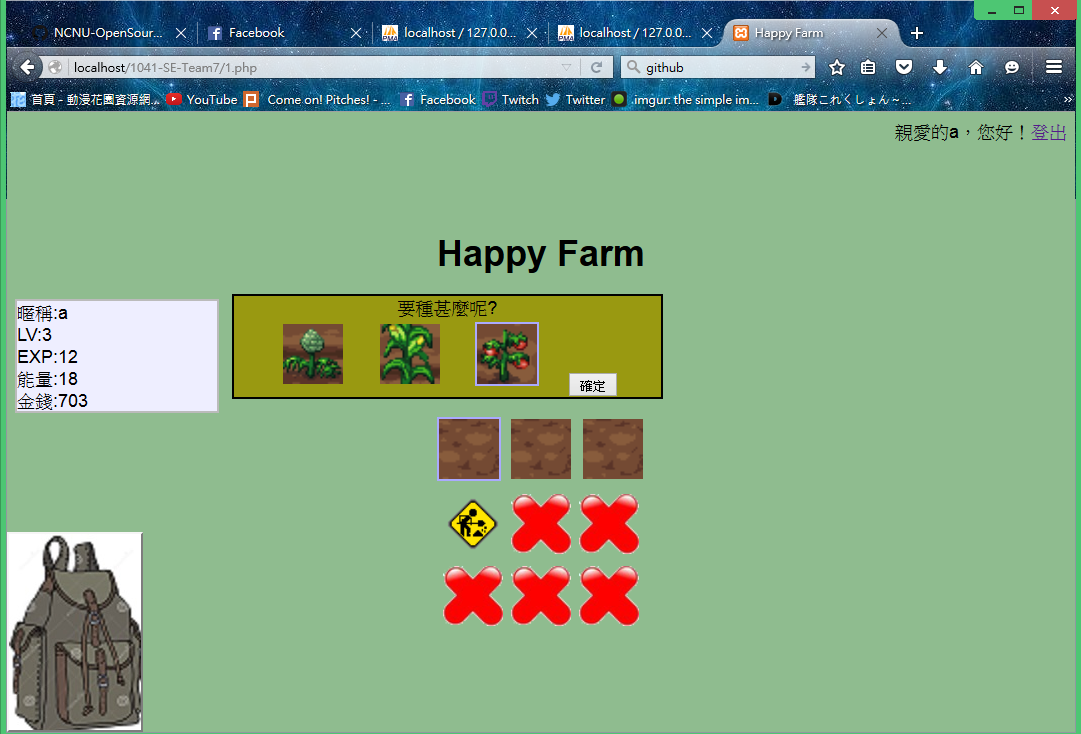 NCNU-OpenSour...
Facebook
localhost / 127.0.0...
localhost / 127.0.0...
Happy Farm
localhost/1041-SE-Team7/1.php
github
首頁 - 動漫花園資源網...
YouTube
Come on! Pitches! - ...
Facebook
Twitch
Twitter
imgur: the simple im...
艦隊これくしょん～...
親愛的a，您好！登出
Happy Farm
暱稱:a
LV:3
EXP:12
能量:18
金錢:703
要種甚麼呢?
確定